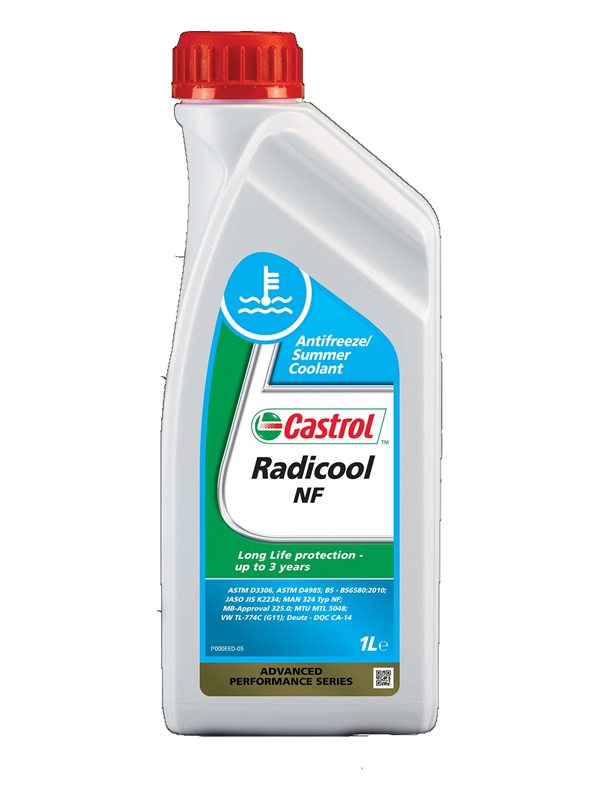 Antifreeze/
Summer
Coolant
Castrol™
Radicool
NF
Long Life protection -
up to 3 years
ASTM D3306, ASTM D4985; BS - BS6580:2010;
JASO JIS K2234; MAN 324 Typ NF;
MB-Approval 325.0; MTU MTL 5048;
VW TL-774C (G11); Deutz - DQC CA-14
P000EED-05
1L℮
ADVANCED
PERFORMANCE SERIES